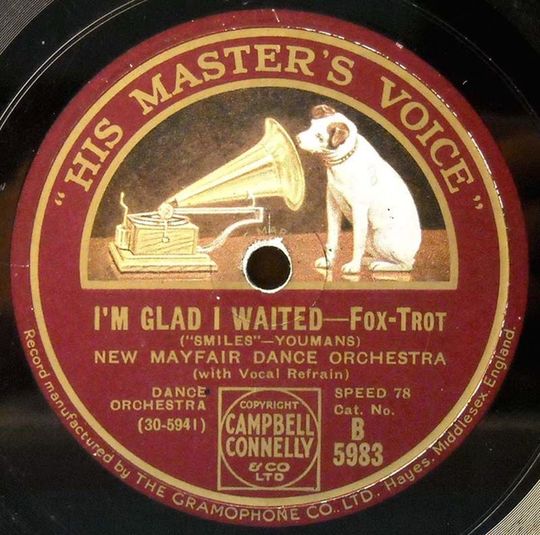 "HIS MASTER'S VOICE"
I'M GLAD I WAITED—FOX-TROT
("SMILES"—YOUMANS)
NEW MAYFAIR DANCE ORCHESTRA
(with Vocal Refrain)
DANCE
ORCHESTRA
(30-5941)
COPYRIGHT
CAMPBELL
CONNELLY
& CO
LTD
SPEED 78
Cat. No.
B
5983
Record manufactured by THE GRAMOPHONE CO., LTD. Hayes, Middlesex, England.